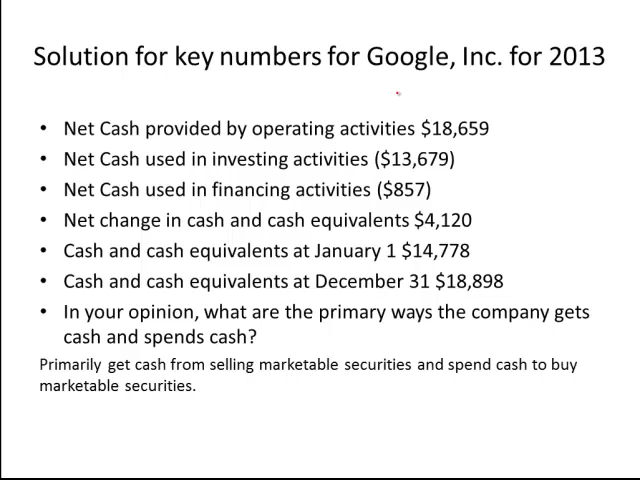 Solution for key numbers for Google, Inc. for 2013
• Net Cash provided by operating activities $18,659
• Net Cash used in investing activities ($13,679)
• Net Cash used in financing activities ($857)
• Net change in cash and cash equivalents $4,120
• Cash and cash equivalents at January 1 $14,778
• Cash and cash equivalents at December 31 $18,898
• In your opinion, what are the primary ways the company gets
cash and spends cash?
Primarily get cash from selling marketable securities and spend cash to buy
marketable securities.